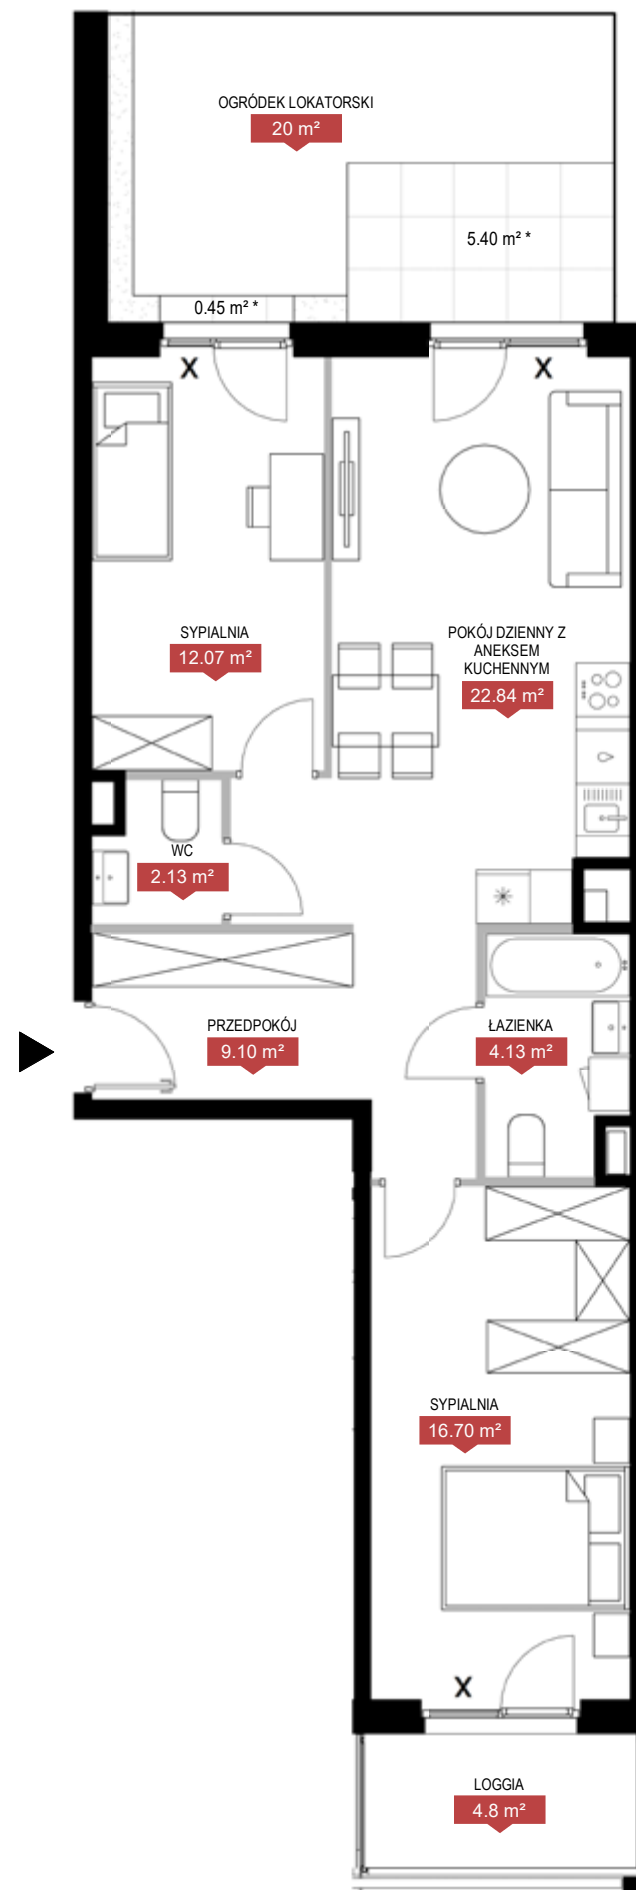 OGRÓDEK LOKATORSKI
20 m²
5.40 m² *
0.45 m² *
X
X
SYPIALNIA
12.07 m²
POKÓJ DZIENNY Z
ANEKSEM
KUCHENNYM
22.84 m²
WC
2.13 m²
PRZEDPOKÓJ
9.10 m²
ŁAZIENKA
4.13 m²
SYPIALNIA
16.70 m²
X
LOGGIA
4.8 m²